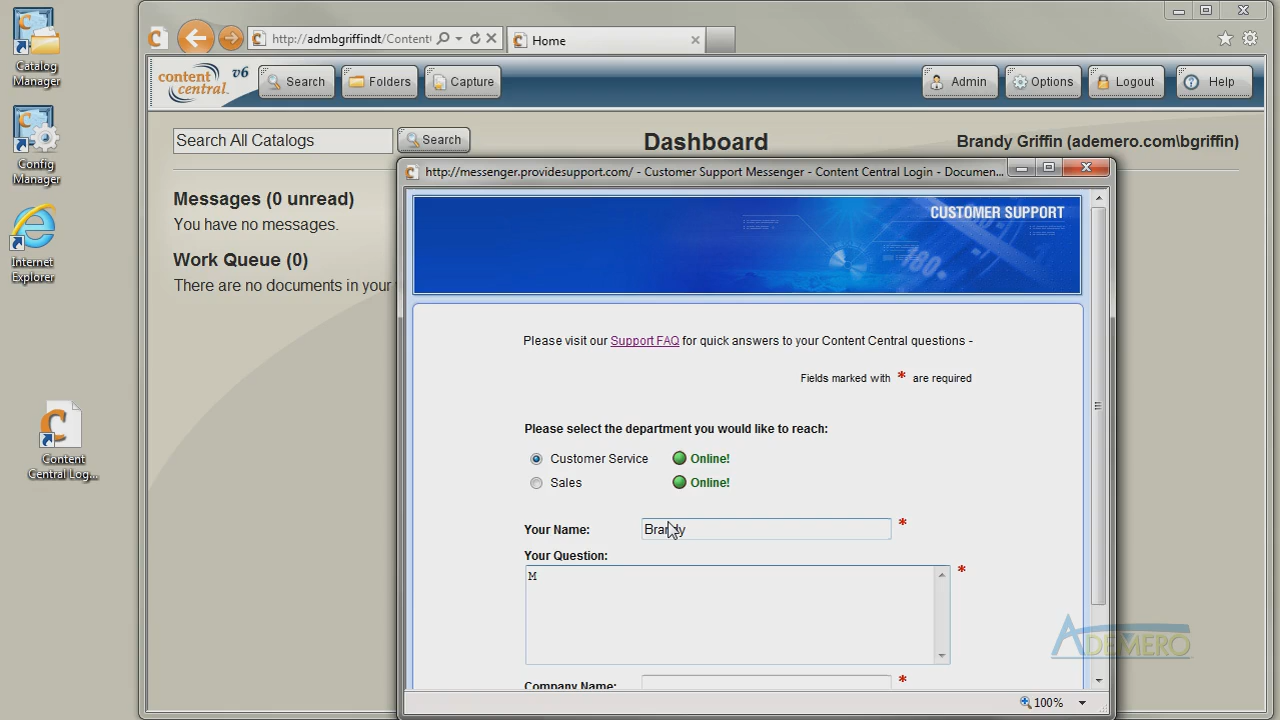 Catalog
Manager
Config
Manager
Internet
Explorer
Content
Central Log...
http://admbgriffindt/Content(
Home
content
central.
v6
Search
Folders
Capture
Admin
Options
Logout
Help
Search All Catalogs
Search
Dashboard
Brandy Griffin (ademero.com\bgriffin)
Messages (0 unread)
You have no messages.
Work Queue (0)
There are no documents in your
http://messenger.providesupport.com/ - Customer Support Messenger - Content Central Login - Documen...
CUSTOMER SUPPORT
Please visit our Support FAQ for quick answers to your Content Central questions -
Fields marked with * are required
Please select the department you would like to reach:
Customer Service Online!
Sales Online!
Your Name: Brandy *
Your Question:
M *
Company Name: *
ADEMERO
100%